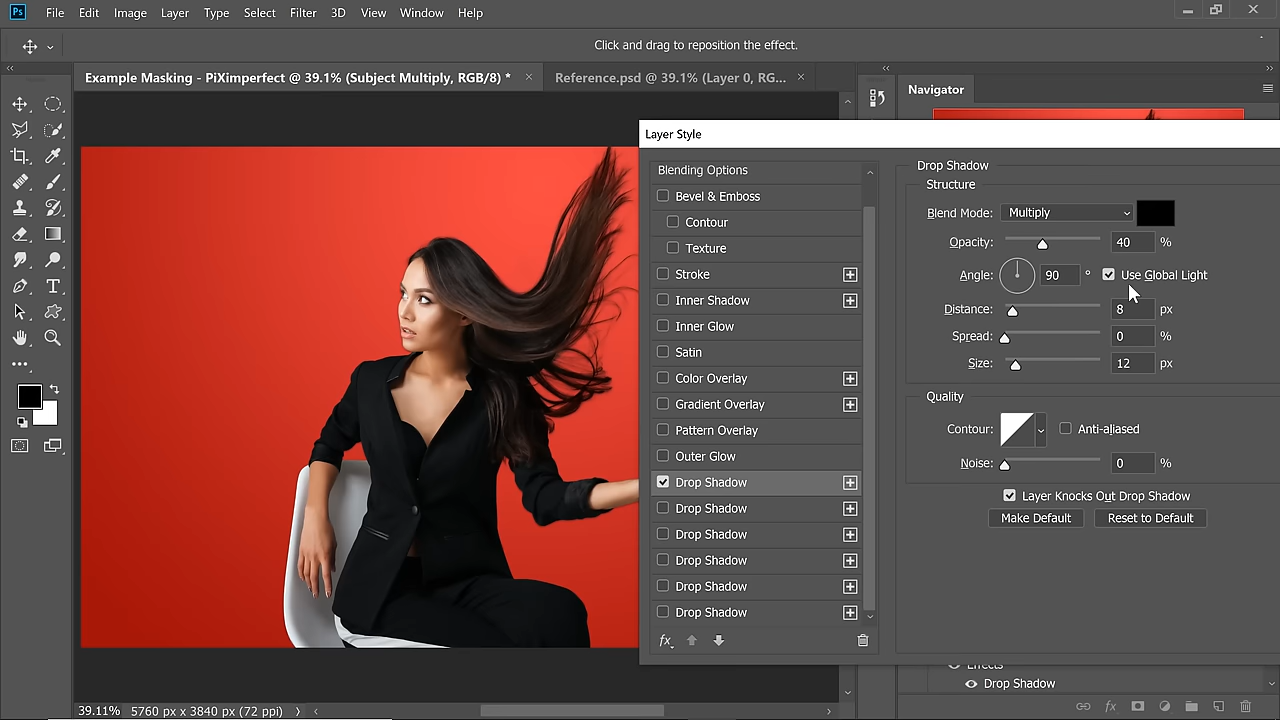 Ps File Edit Image Layer Type Select Filter 3D View Window Help
Click and drag to reposition the effect.
Example Masking - PiXimperfect @ 39.1% (Subject Multiply, RGB/8) * × Reference.psd @ 39.1% (Layer 0, RG... ×
Navigator
Layer Style
Blending Options
Bevel & Emboss
Contour
Texture
Stroke
Inner Shadow
Inner Glow
Satin
Color Overlay
Gradient Overlay
Pattern Overlay
Outer Glow
Drop Shadow
Drop Shadow
Drop Shadow
Drop Shadow
Drop Shadow
Drop Shadow
fx
Drop Shadow
Structure
Blend Mode: Multiply
Opacity: 40 %
Angle: 90 ° Use Global Light
Distance: 8 px
Spread: 0 %
Size: 12 px
Quality
Contour: Anti-aliased
Noise: 0 %
Layer Knocks Out Drop Shadow
Make Default Reset to Default
Effects
Drop Shadow
fx
39.11% 5760 px x 3840 px (72 ppi)